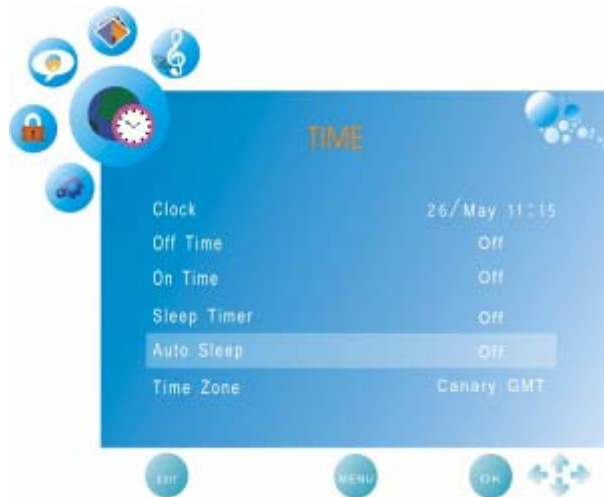 TIME
Clock 26/May 11:15
Off Time Off
On Time Off
Sleep Timer Off
Auto Sleep Off
Time Zone Canary GMT
EXIT MENU OK